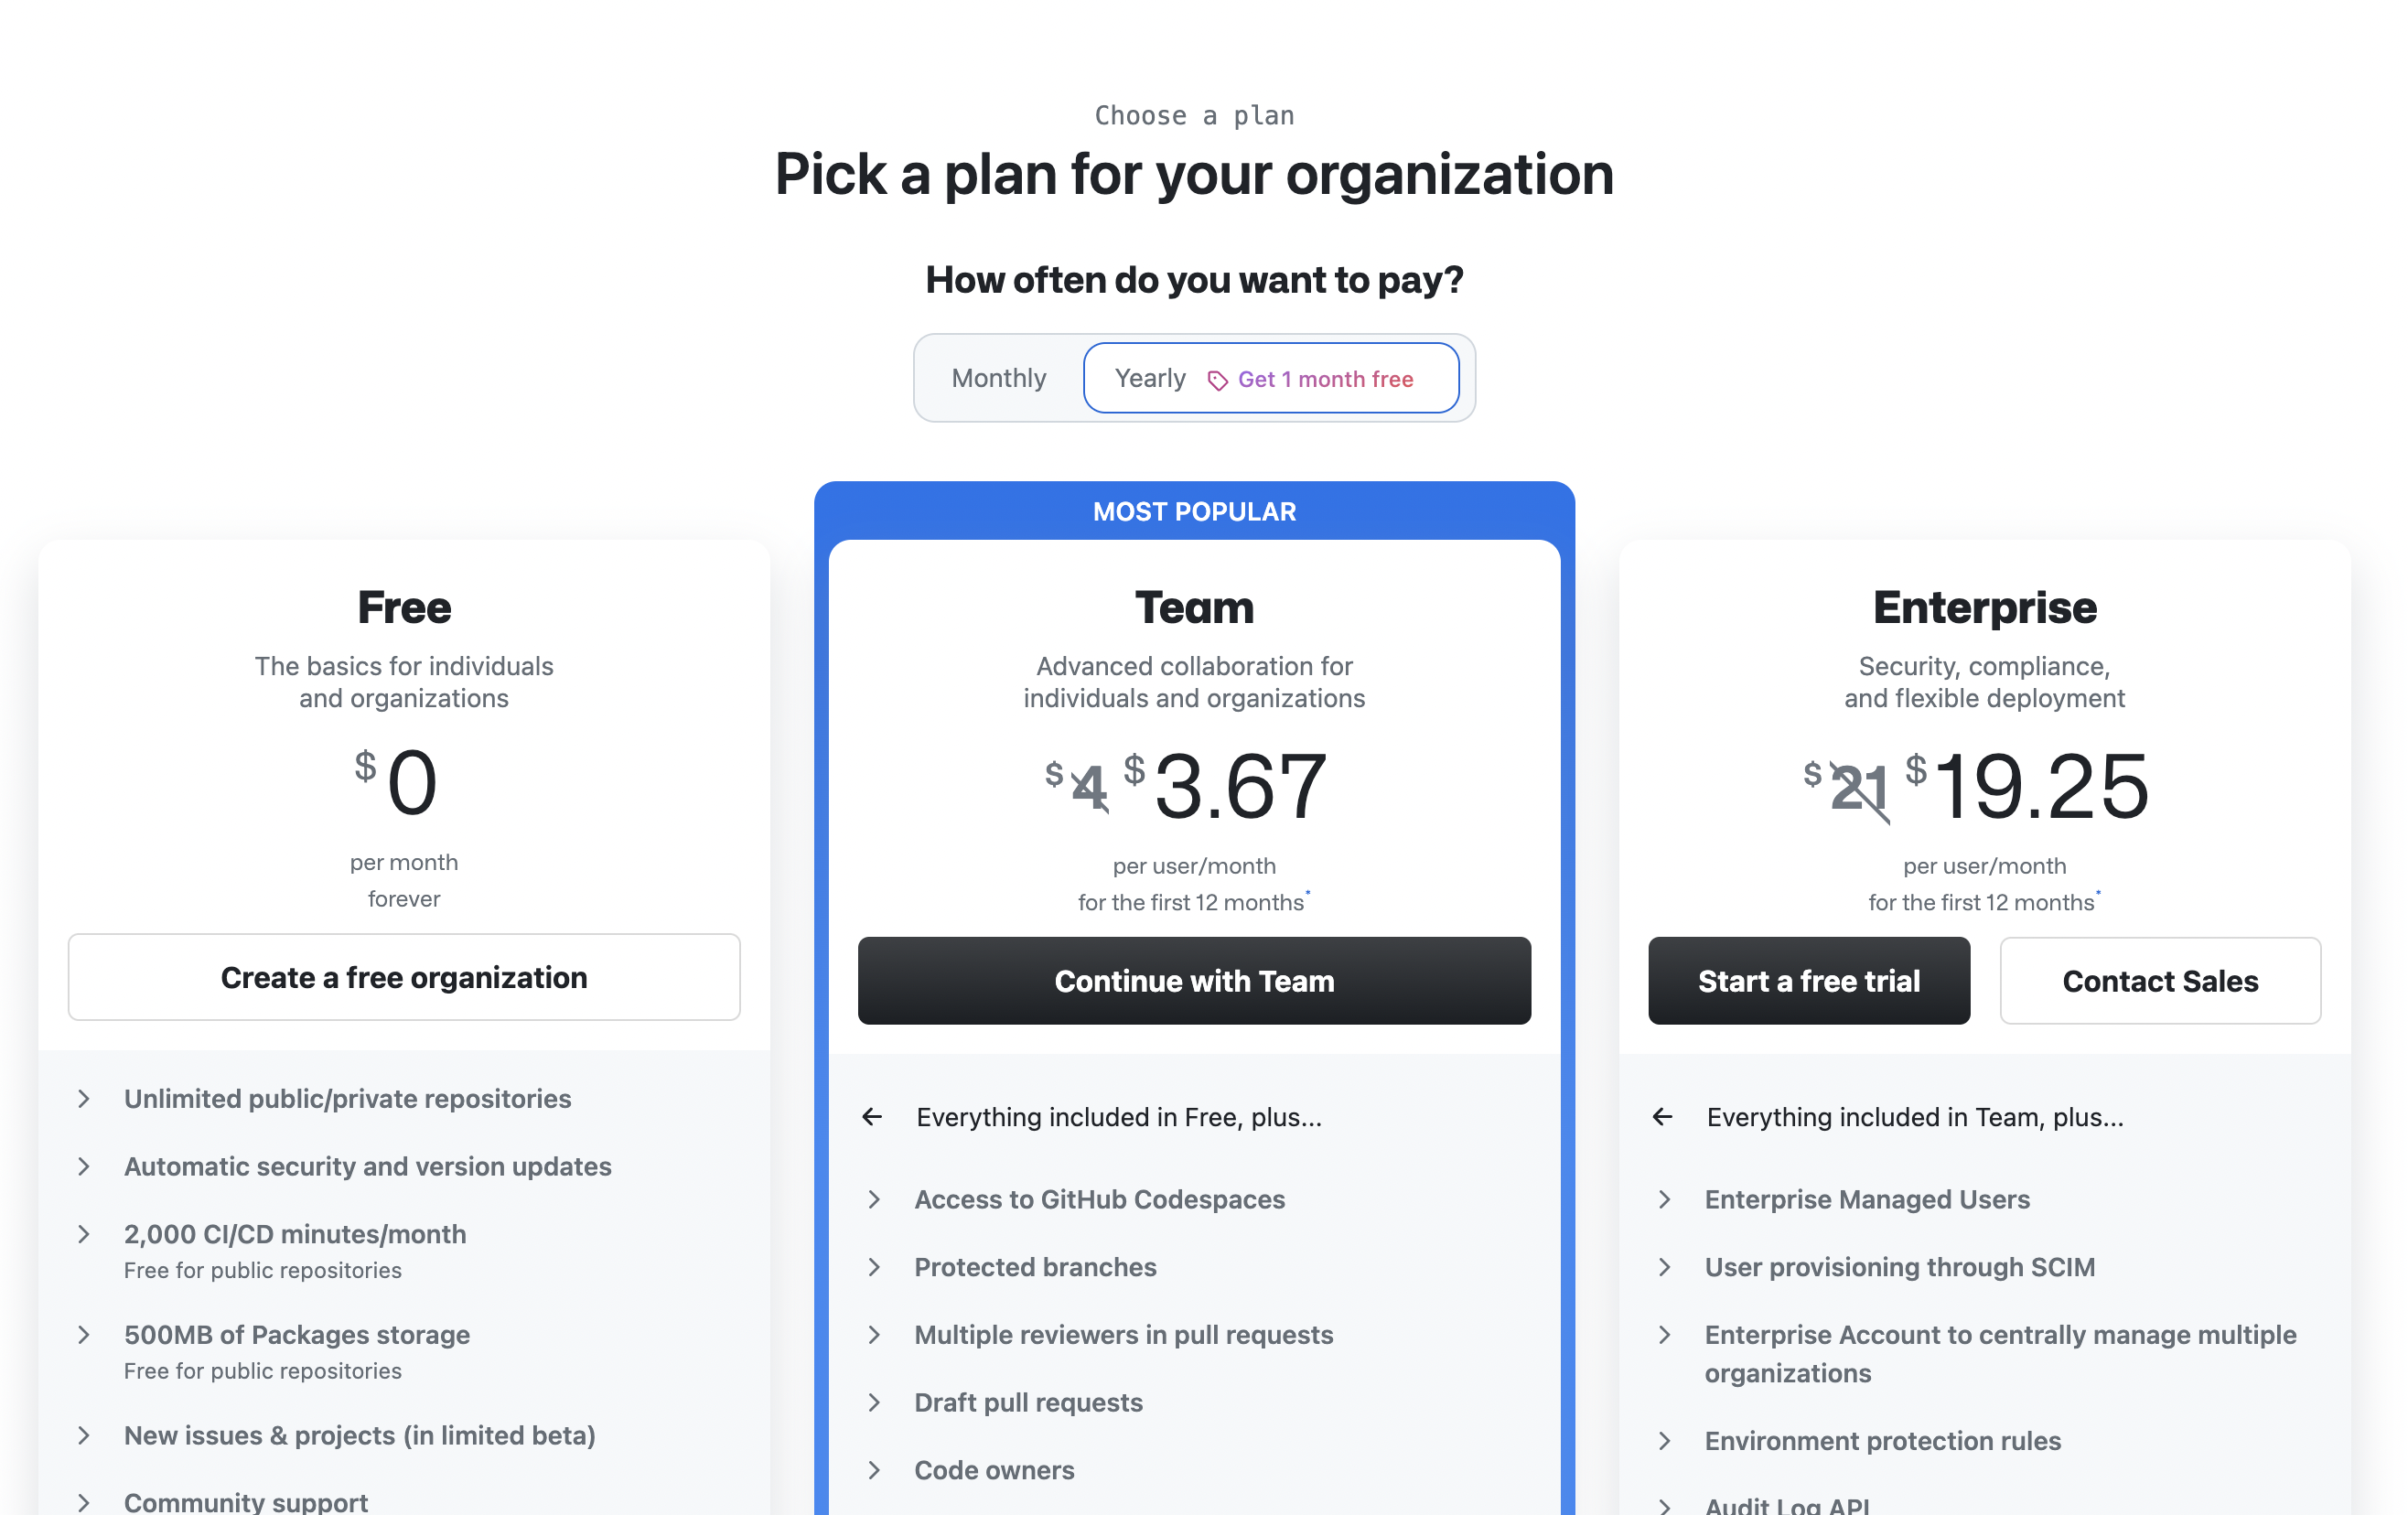 Choose a plan
Pick a plan for your organization
How often do you want to pay?
Monthly
Yearly Get 1 month free
MOST POPULAR
Free
The basics for individuals
and organizations
$0
per month
forever
Create a free organization
Unlimited public/private repositories
Automatic security and version updates
2,000 CI/CD minutes/month
Free for public repositories
500MB of Packages storage
Free for public repositories
New issues & projects (in limited beta)
Community support
Team
Advanced collaboration for
individuals and organizations
$4 $3.67
per user/month
for the first 12 months*
Continue with Team
Everything included in Free, plus...
Access to GitHub Codespaces
Protected branches
Multiple reviewers in pull requests
Draft pull requests
Code owners
Enterprise
Security, compliance,
and flexible deployment
$21 $19.25
per user/month
for the first 12 months*
Start a free trial
Contact Sales
Everything included in Team, plus...
Enterprise Managed Users
User provisioning through SCIM
Enterprise Account to centrally manage multiple
organizations
Environment protection rules
Audit Log API